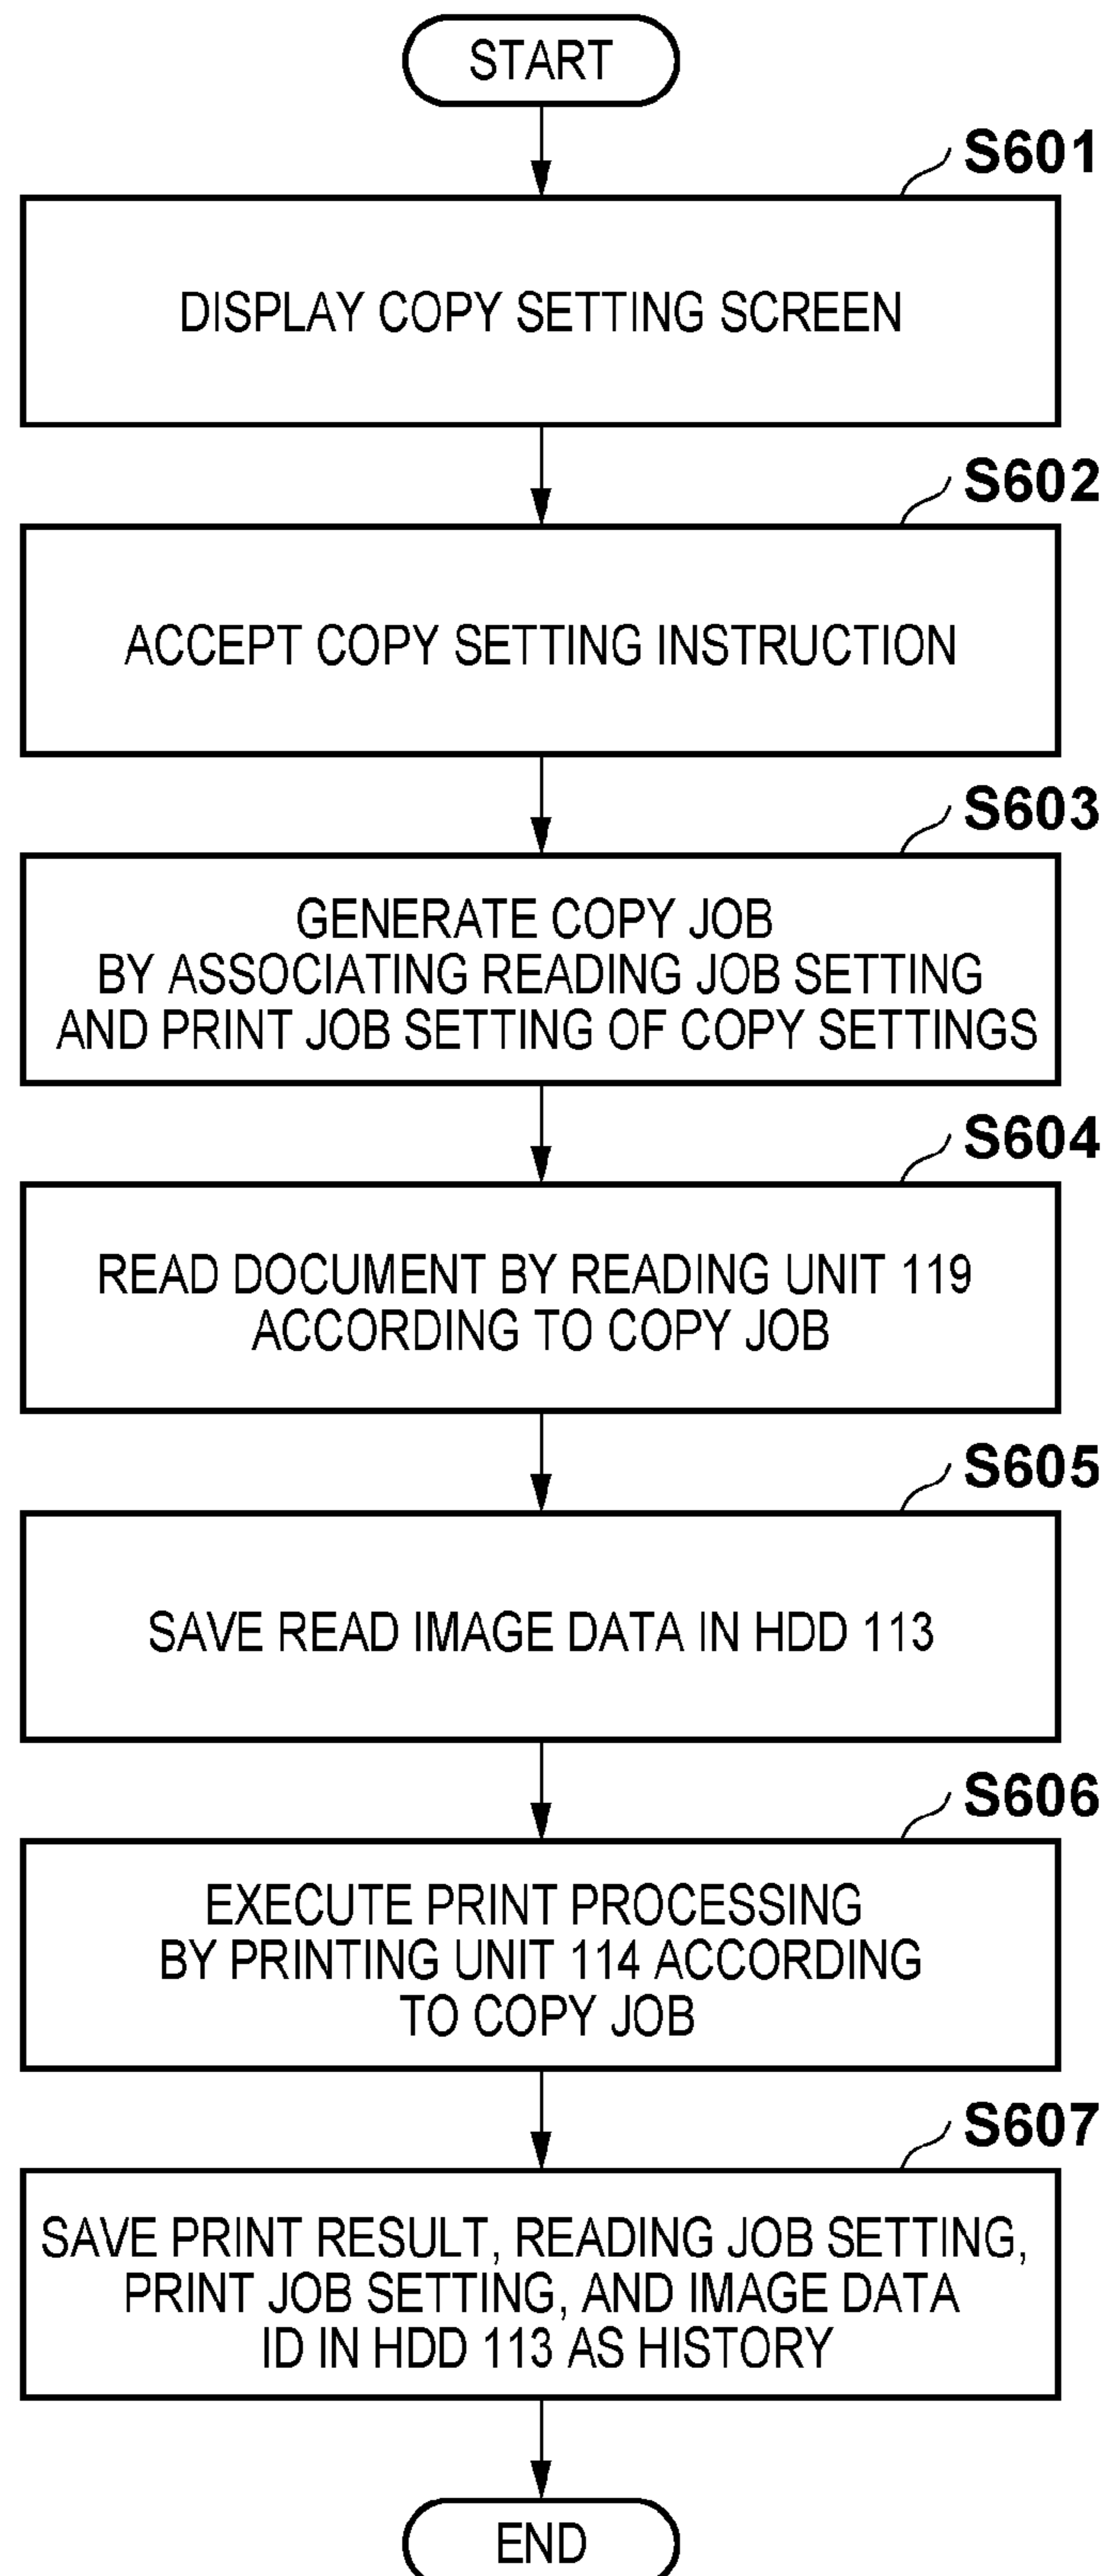 START
S601
DISPLAY COPY SETTING SCREEN
S602
ACCEPT COPY SETTING INSTRUCTION
S603
GENERATE COPY JOB
BY ASSOCIATING READING JOB SETTING
AND PRINT JOB SETTING OF COPY SETTINGS
S604
READ DOCUMENT BY READING UNIT 119
ACCORDING TO COPY JOB
S605
SAVE READ IMAGE DATA IN HDD 113
S606
EXECUTE PRINT PROCESSING
BY PRINTING UNIT 114 ACCORDING
TO COPY JOB
S607
SAVE PRINT RESULT, READING JOB SETTING,
PRINT JOB SETTING, AND IMAGE DATA
ID IN HDD 113 AS HISTORY
END